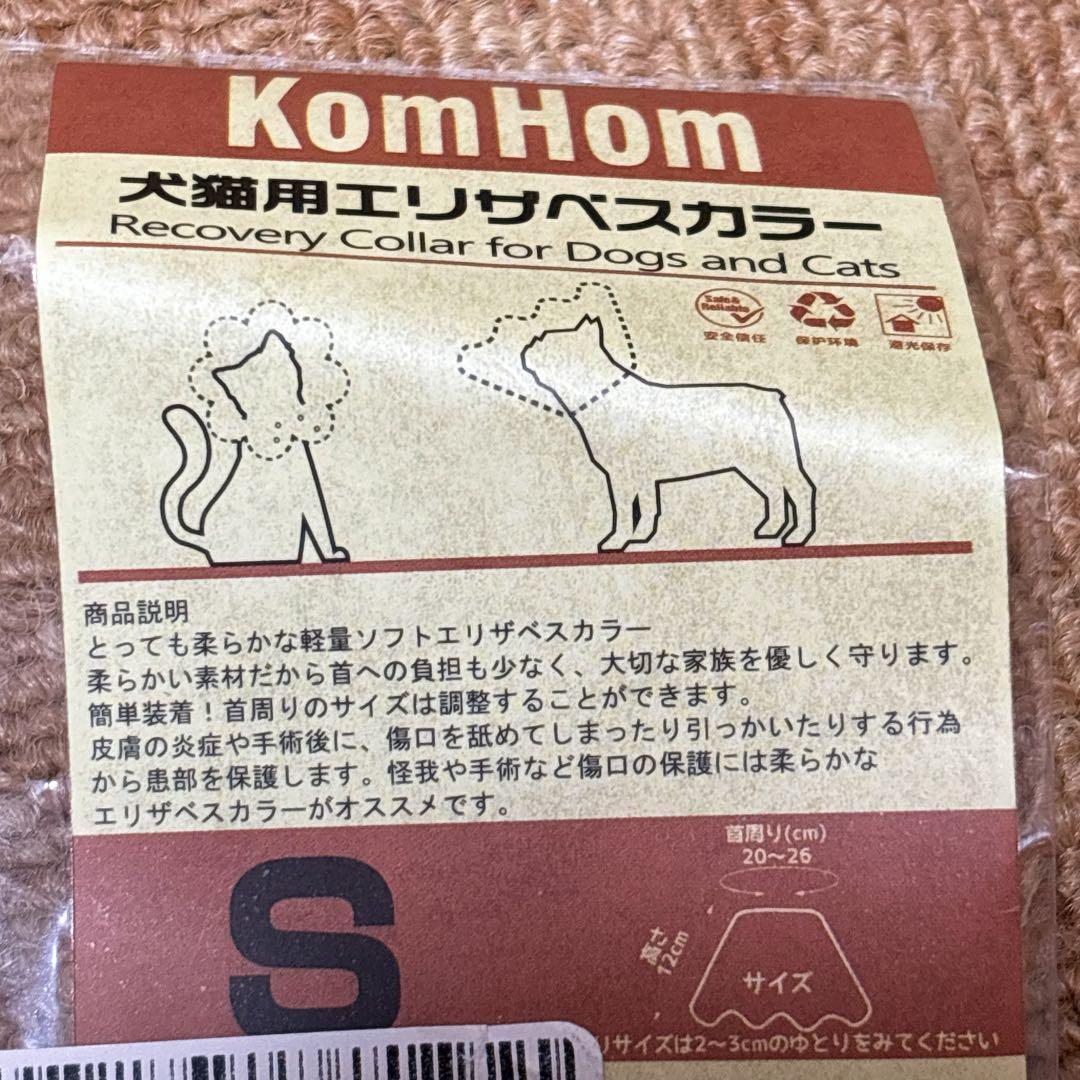 KomHom
犬猫用エリザベスカラー
Recovery Collar for Dogs and Cats
Safe& Reliable
安全信任
保护环境
避光保存
商品説明
とっても柔らかな軽量ソフトエリザベスカラー
柔らかい素材だから首への負担も少なく、大切な家族を優しく守ります。
簡単装着！首周りのサイズは調整することができます。
皮膚の炎症や手術後に、傷口を舐めてしまったり引っかいたりする行為
から患部を保護します。怪我や手術など傷口の保護には柔らかな
エリザベスカラーがオススメです。
首周り(cm)
20～26
高さ
12cm
サイズ
S
サイズは2～3cmのゆとりをみてください